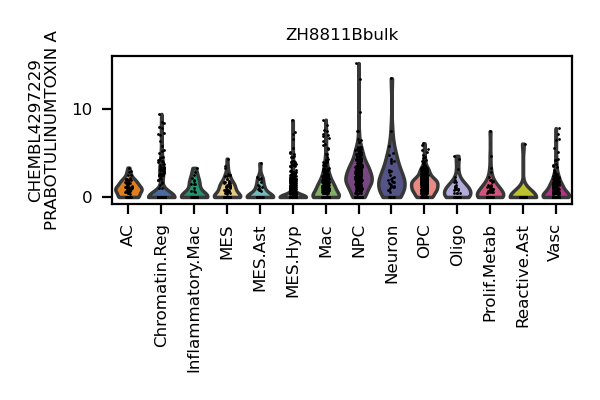 ZH8811Bbulk
CHEMBL4297229
PRABOTULINUMTOXIN A
10
0
AC
Chromatin.Reg
Inflammatory.Mac
MES
MES.Ast
MES.Hyp
Mac
NPC
Neuron
OPC
Oligo
Prolif.Metab
Reactive.Ast
Vasc